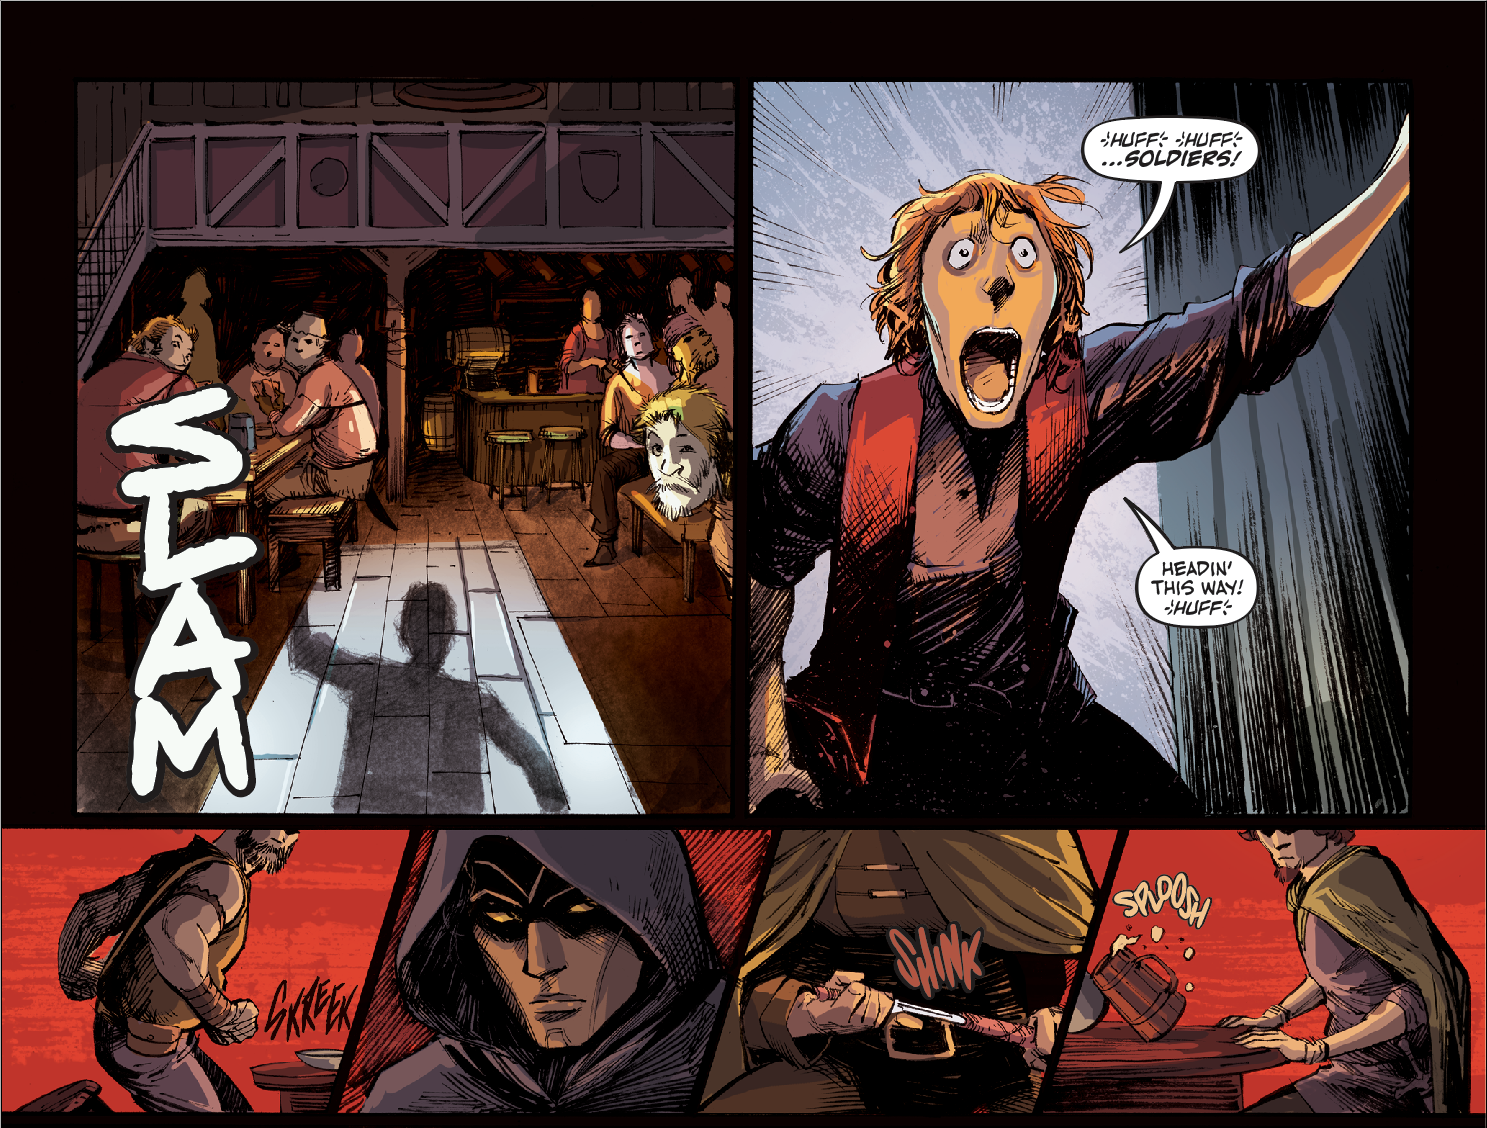 SLAM
HUFF HUFF
...SOLDIERS!
HEADIN'
THIS WAY!
HUFF
SKREEK
SHINK
SPLOOSH